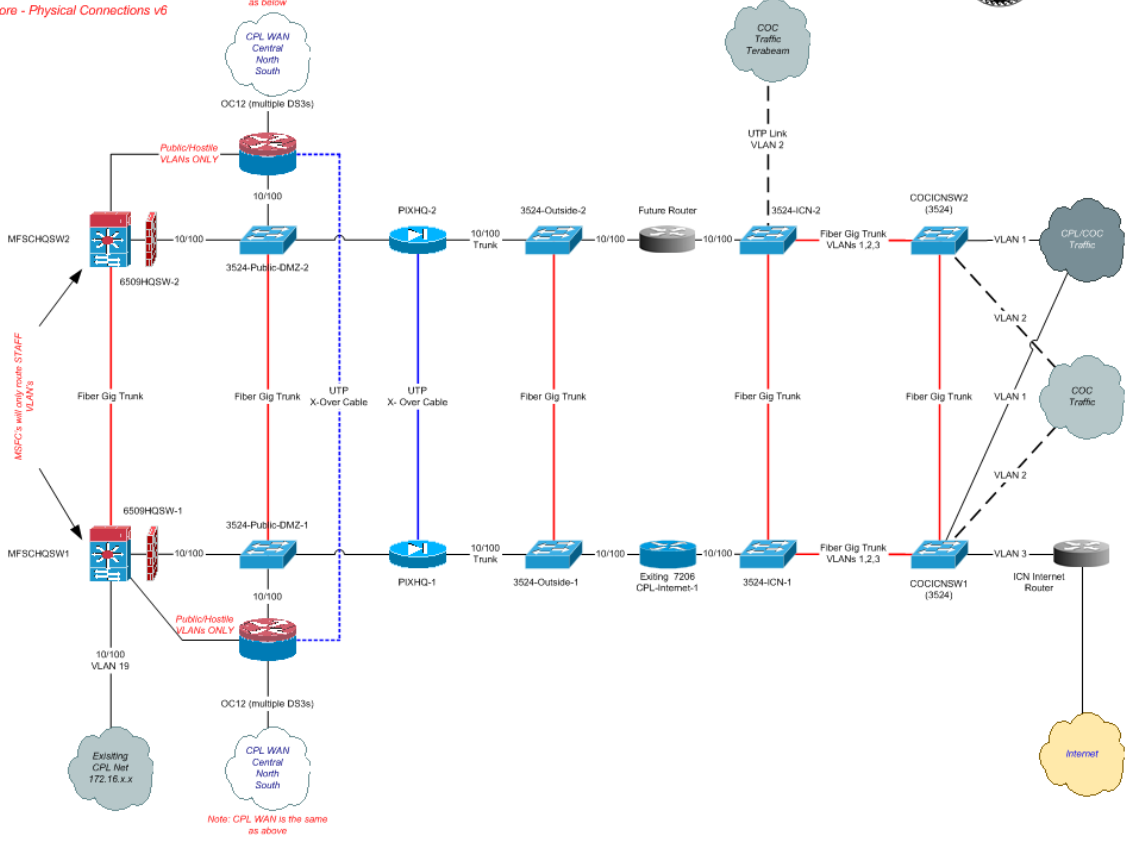 ore - Physical Connections v6
as below
CPL WAN
Central
North
South
COC
Traffic
Terabeam
OC12 (multiple DS3s)
Public/Hostile
VLANs ONLY
UTP Link
VLAN 2
10/100
PIXHQ-2
3524-Outside-2
Future Router
3524-ICN-2
COCICNSW2
(3524)
MFSCHQSW2
10/100
10/100
Trunk
10/100
10/100
Fiber Gig Trunk
VLANs 1,2,3
VLAN 1
CPL/COC
Traffic
3524-Public-DMZ-2
6509HQSW-2
VLAN 2
MSFC's will only route STAFF
VLAN's
Fiber Gig Trunk
Fiber Gig Trunk
UTP
X-Over Cable
UTP
X- Over Cable
Fiber Gig Trunk
Fiber Gig Trunk
Fiber Gig Trunk
VLAN 1
COC
Traffic
VLAN 2
6509HQSW-1
3524-Public-DMZ-1
MFSCHQSW1
10/100
10/100
Trunk
10/100
10/100
Fiber Gig Trunk
VLANs 1,2,3
VLAN 3
PIXHQ-1
3524-Outside-1
Exiting 7206
CPL-Internet-1
3524-ICN-1
COCICNSW1
(3524)
ICN Internet
Router
10/100
Public/Hostile
VLANs ONLY
10/100
VLAN 19
OC12 (multiple DS3s)
Exisiting
CPL Net
172.16.x.x
CPL WAN
Central
North
South
Internet
Note: CPL WAN is the same
as above